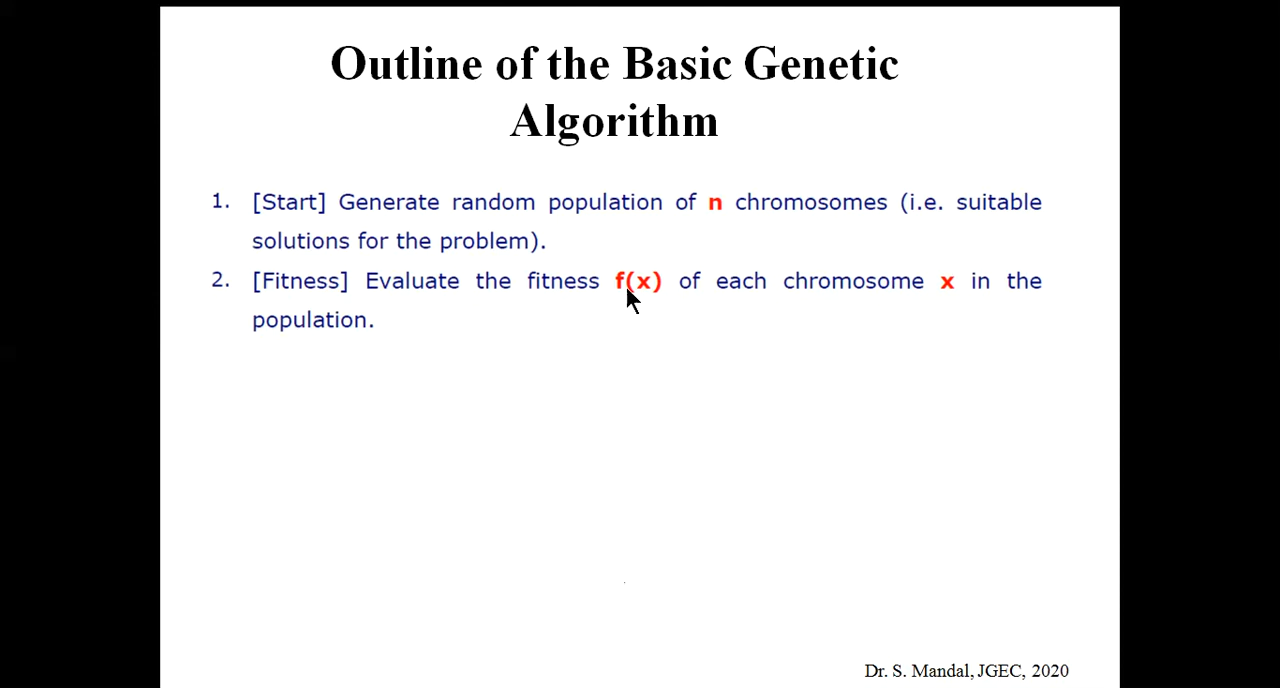 Outline of the Basic Genetic
Algorithm
1. [Start] Generate random population of n chromosomes (i.e. suitable
solutions for the problem).
2. [Fitness] Evaluate the fitness f(x) of each chromosome x in the
population.
Dr. S. Mandal, JGEC, 2020